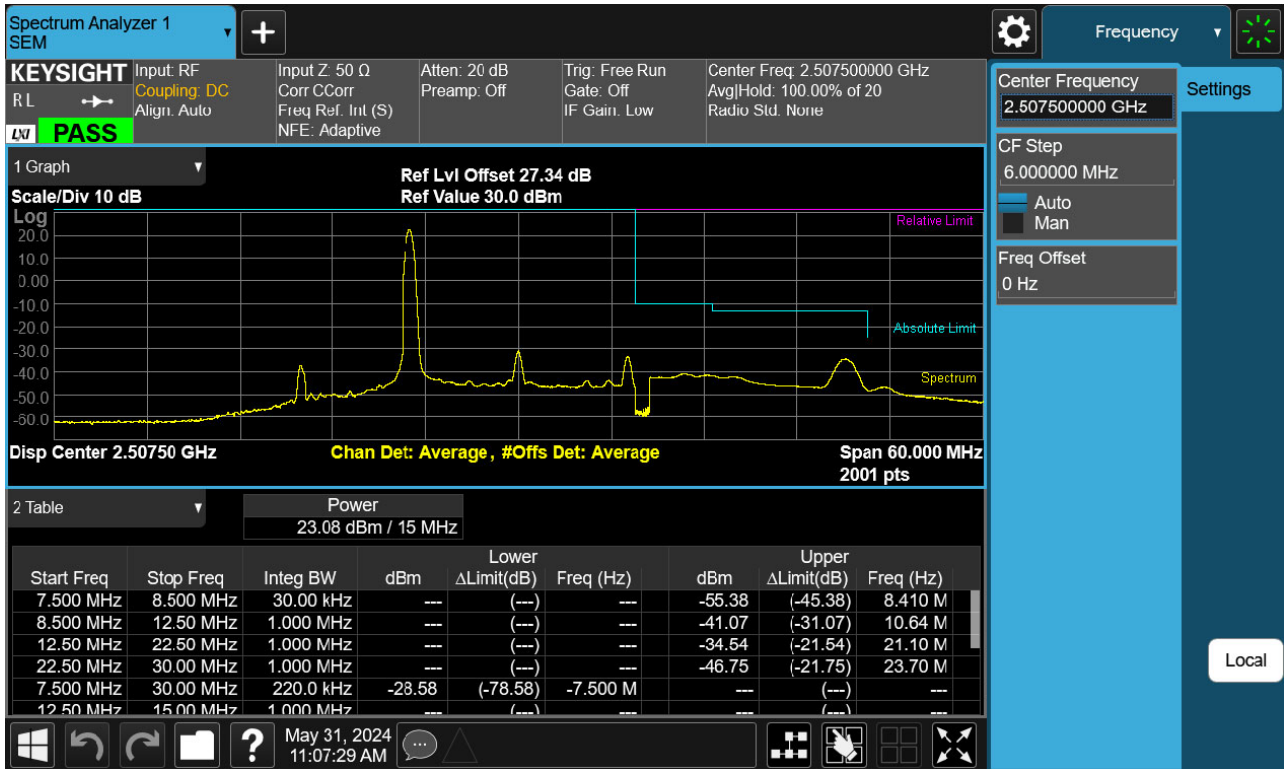 Spectrum Analyzer 1
SEM
+
Frequency
KEYSIGHT
R L
LXI
PASS
Input: RF
Coupling: DC
Align: Auto
Input Z: 50 Ω
Corr CCorr
Freq Ref: Int (S)
NFE: Adaptive
Atten: 20 dB
Preamp: Off
Trig: Free Run
Gate: Off
IF Gain: Low
Center Freq: 2.507500000 GHz
Avg|Hold: 100.00% of 20
Radio Std: None
Center Frequency
2.507500000 GHz
Settings
CF Step
6.000000 MHz
Auto
Man
Freq Offset
0 Hz
1 Graph
Scale/Div 10 dB
Ref Lvl Offset 27.34 dB
Ref Value 30.0 dBm
Log
20.0
10.0
0.00
-10.0
-20.0
-30.0
-40.0
-50.0
-60.0
Relative Limit
Absolute Limit
Spectrum
Disp Center 2.50750 GHz
Chan Det: Average , #Offs Det: Average
Span 60.000 MHz
2001 pts
2 Table
Power
23.08 dBm / 15 MHz
Lower Upper
Start Freq Stop Freq Integ BW dBm ΔLimit(dB) Freq (Hz) dBm ΔLimit(dB) Freq (Hz)
7.500 MHz 8.500 MHz 30.00 kHz --- (---) --- -55.38 (-45.38) 8.410 M
8.500 MHz 12.50 MHz 1.000 MHz --- (---) --- -41.07 (-31.07) 10.64 M
12.50 MHz 22.50 MHz 1.000 MHz --- (---) --- -34.54 (-21.54) 21.10 M
22.50 MHz 30.00 MHz 1.000 MHz --- (---) --- -46.75 (-21.75) 23.70 M
7.500 MHz 30.00 MHz 220.0 kHz -28.58 (-78.58) -7.500 M --- (---) ---
12.50 MHz 15.00 MHz 1.000 MHz --- (---) --- --- (---) ---
Local
?
May 31, 2024
11:07:29 AM